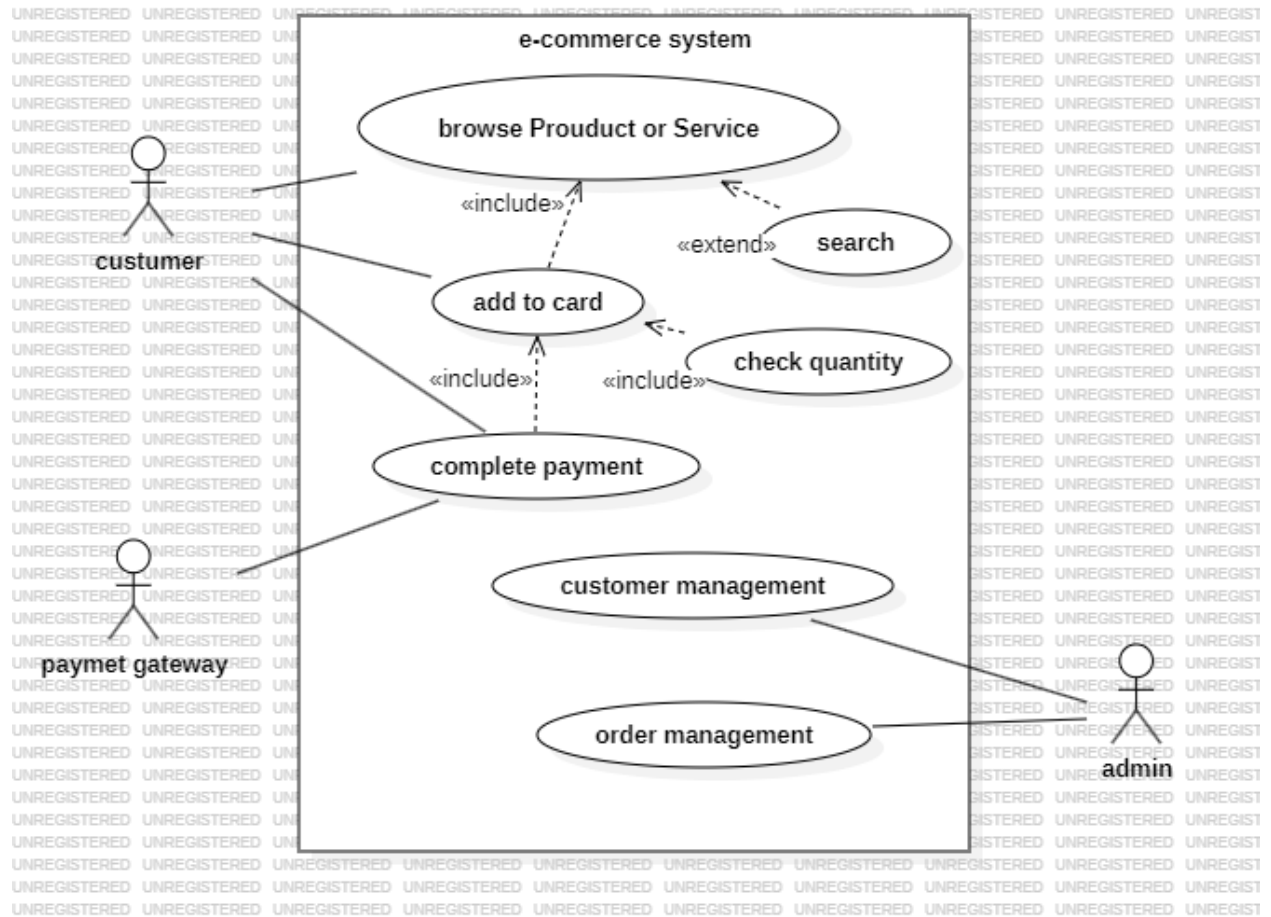 e-commerce system
browse Prouduct or Service
«include»
«extend»
search
custumer
add to card
check quantity
«include»
«include»
complete payment
customer management
paymet gateway
order management
admin
UNREGISTERED